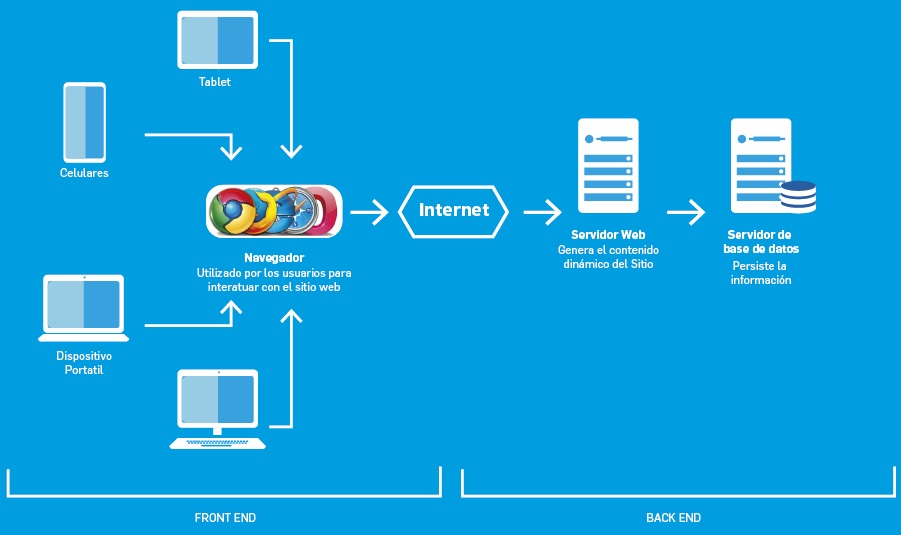 Tablet
Celulares
Internet
Navegador
Utilizado por los usuarios para
interatuar con el sitio web
Servidor Web
Genera el contenido
dinámico del Sitio
Servidor de
base de datos
Persiste la
información
Dispositivo
Portatil
FRONT END
BACK END